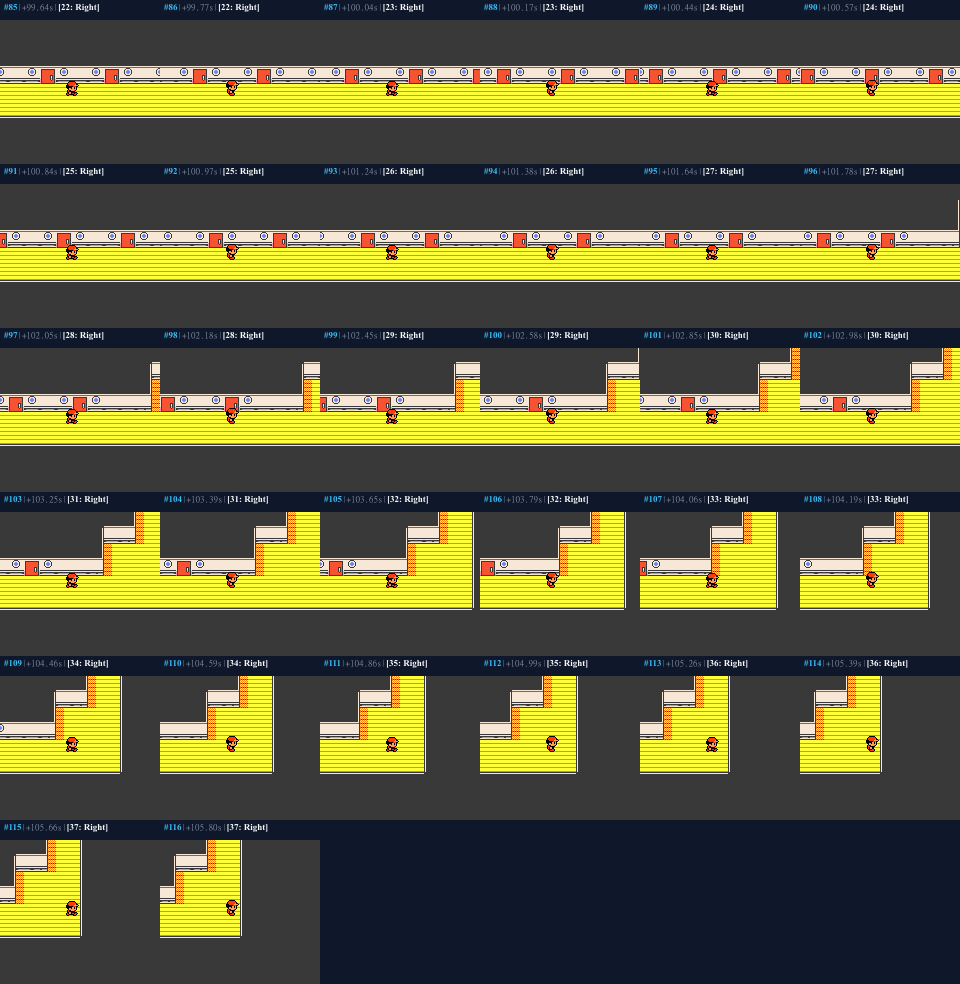 #85 | +99.64s | [22: Right] #86 | +99.77s | [22: Right] #87 | +100.04s | [23: Right] #88 | +100.17s | [23: Right] #89 | +100.44s | [24: Right] #90 | +100.57s | [24: Right]
#91 | +100.84s | [25: Right] #92 | +100.97s | [25: Right] #93 | +101.24s | [26: Right] #94 | +101.38s | [26: Right] #95 | +101.64s | [27: Right] #96 | +101.78s | [27: Right]
#97 | +102.05s | [28: Right] #98 | +102.18s | [28: Right] #99 | +102.45s | [29: Right] #100 | +102.58s | [29: Right] #101 | +102.85s | [30: Right] #102 | +102.98s | [30: Right]
#103 | +103.25s | [31: Right] #104 | +103.39s | [31: Right] #105 | +103.65s | [32: Right] #106 | +103.79s | [32: Right] #107 | +104.06s | [33: Right] #108 | +104.19s | [33: Right]
#109 | +104.46s | [34: Right] #110 | +104.59s | [34: Right] #111 | +104.86s | [35: Right] #112 | +104.99s | [35: Right] #113 | +105.26s | [36: Right] #114 | +105.39s | [36: Right]
#115 | +105.66s | [37: Right] #116 | +105.80s | [37: Right]